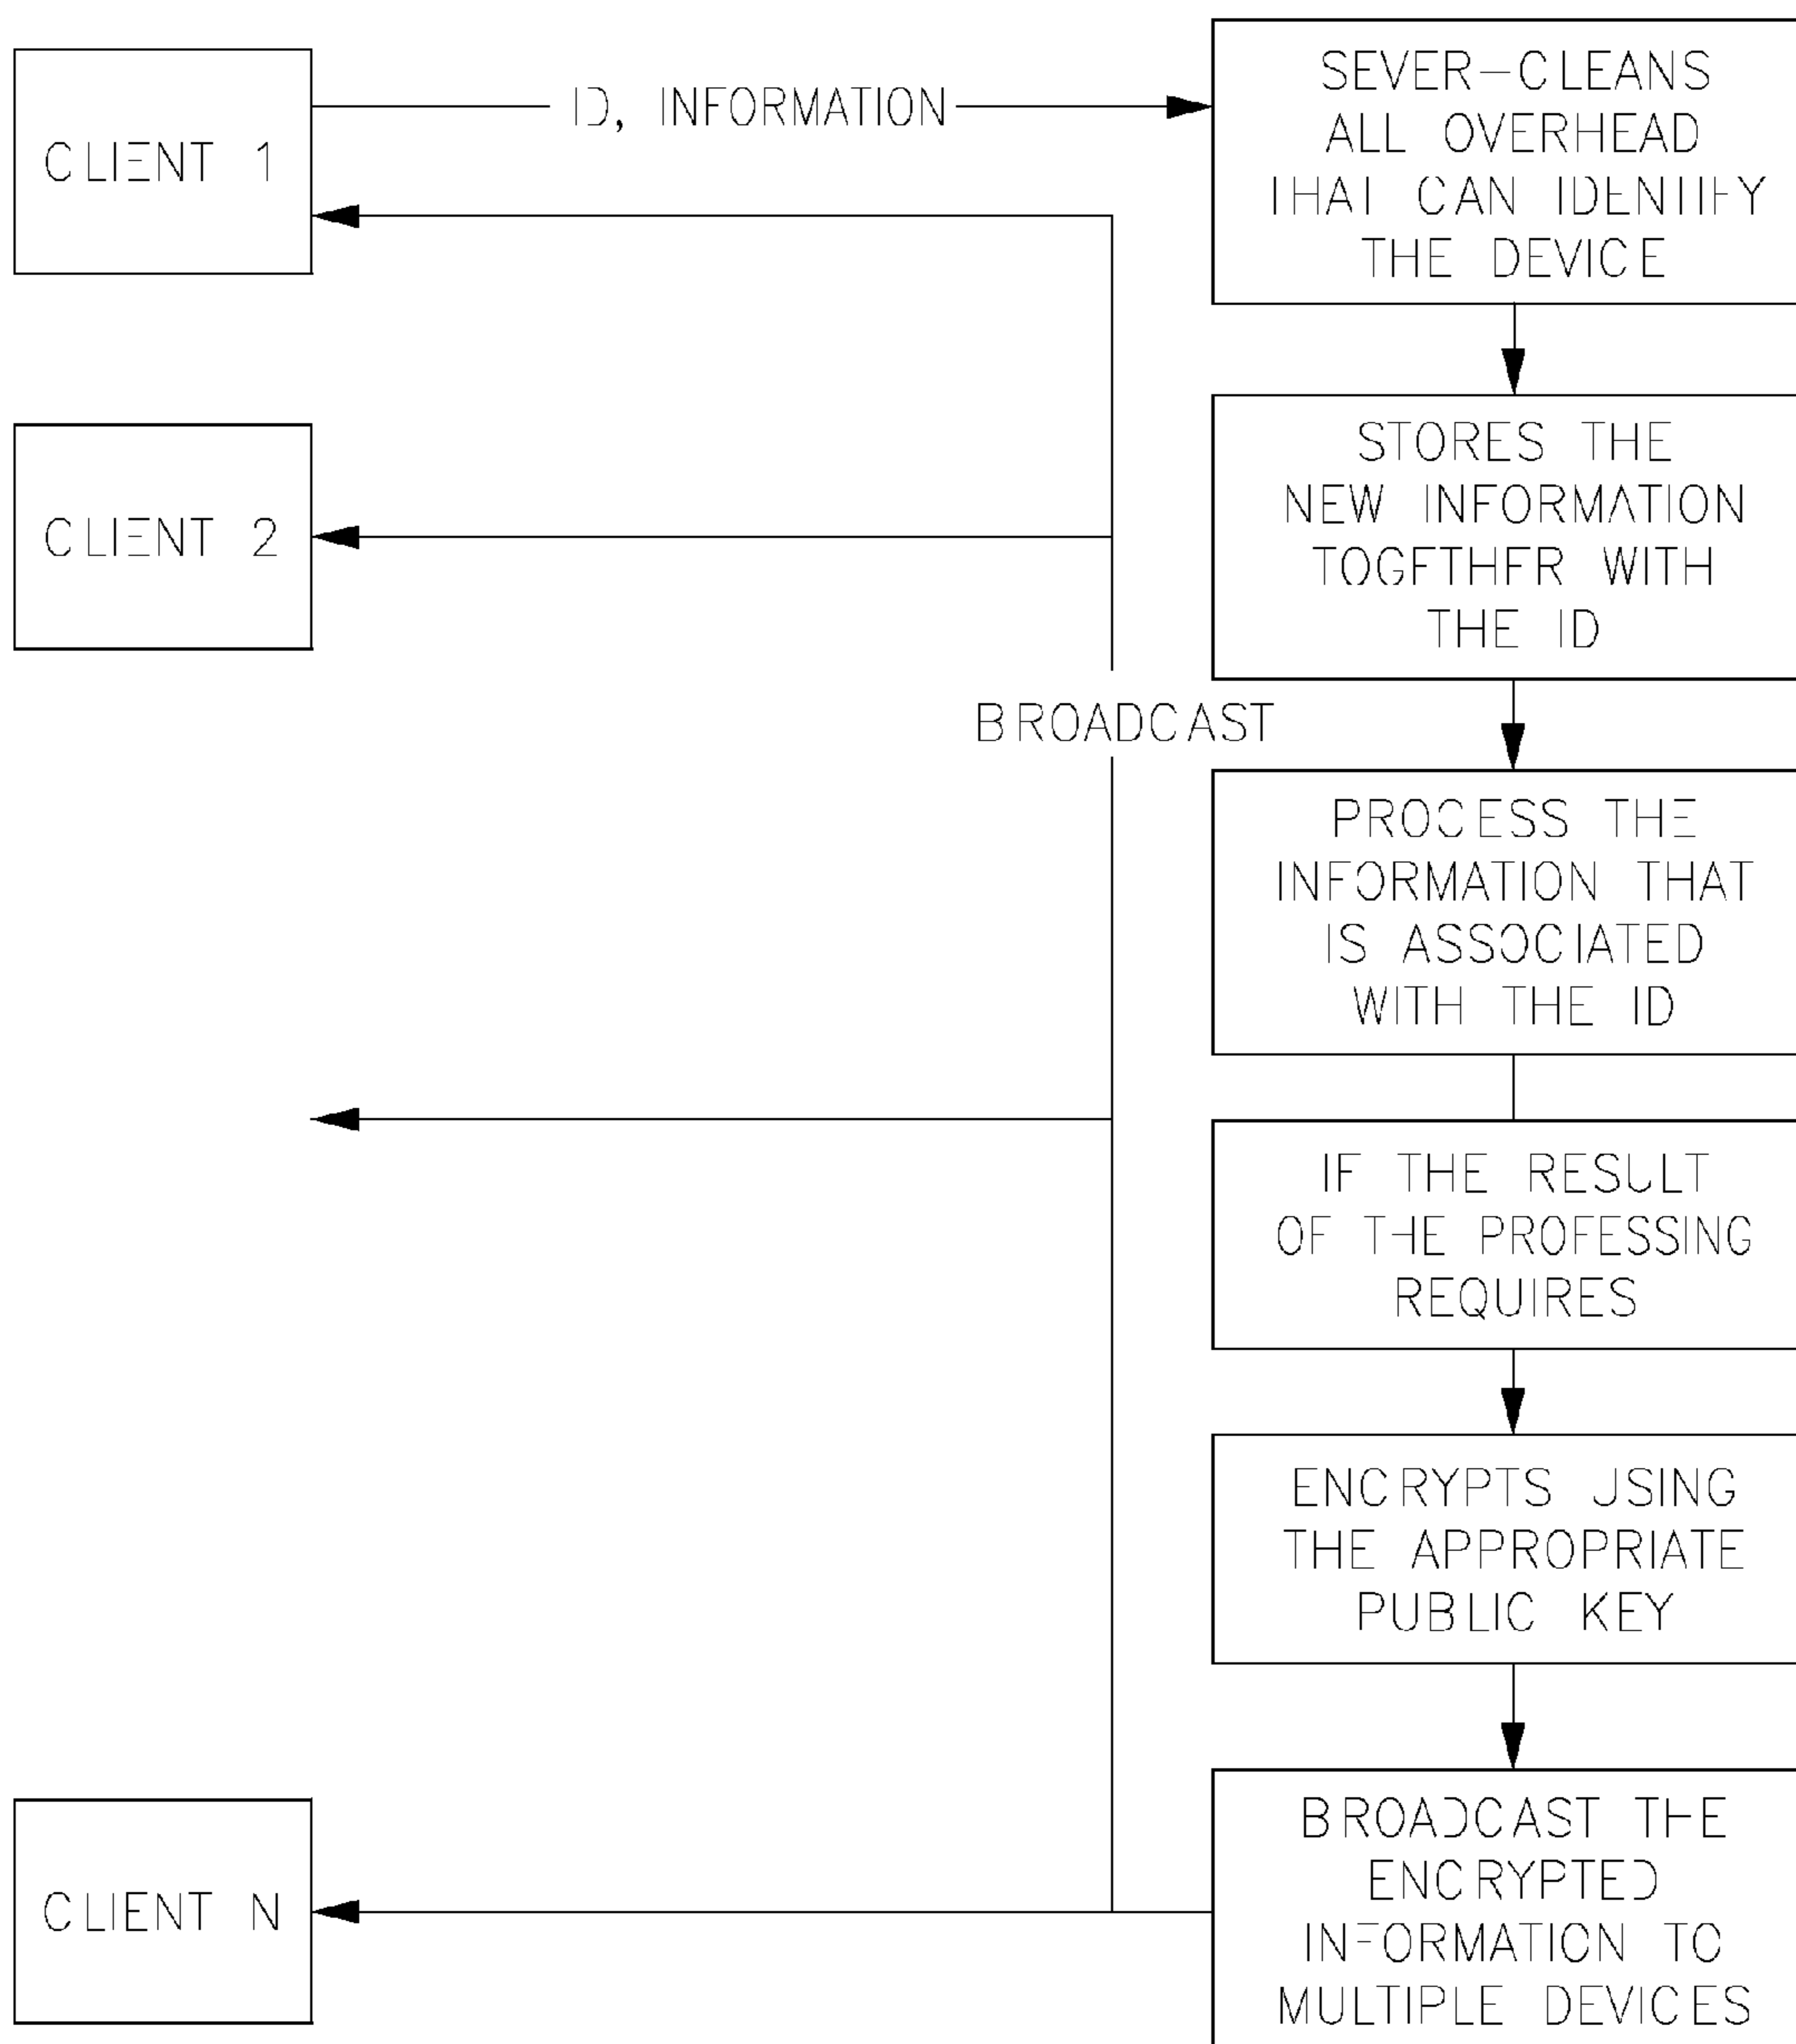 CLIENT 1
ID, INFORMATION
SEVER-CLEANS
ALL OVERHEAD
THAT CAN IDENTIFY
THE DEVICE
CLIENT 2
STORES THE
NEW INFORMATION
TOGETHER WITH
THE ID
BROADCAST
PROCESS THE
INFORMATION THAT
IS ASSOCIATED
WITH THE ID
IF THE RESULT
OF THE PROFESSING
REQUIRES
ENCRYPTS USING
THE APPROPRIATE
PUBLIC KEY
CLIENT N
BROADCAST THE
ENCRYPTED
INFORMATION TO
MULTIPLE DEVICES